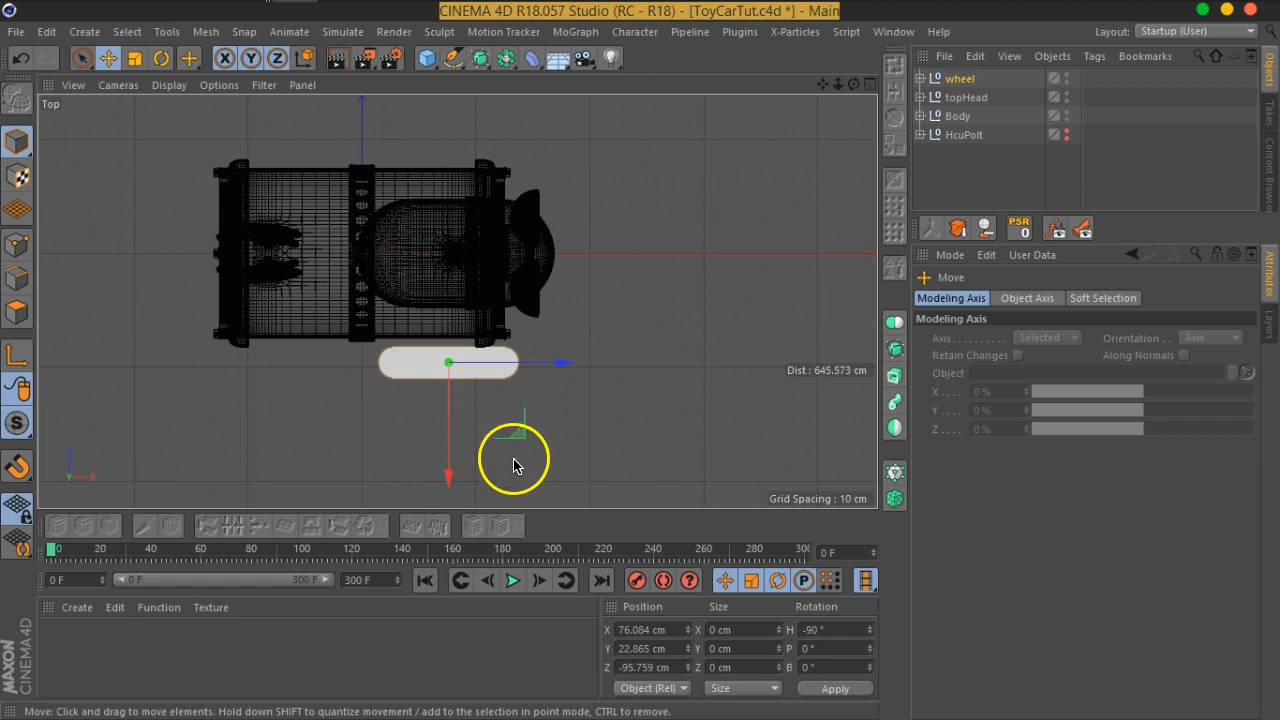 CINEMA 4D R18.057 Studio (RC - R18) - [ToyCarTut.c4d *] - Main
File Edit Create Select Tools Mesh Snap Animate Simulate Render Sculpt Motion Tracker MoGraph Character Pipeline Plugins X-Particles Script Window Help Layout: Startup (User)
X Y Z
File Edit View Objects Tags Bookmarks
View Cameras Display Options Filter Panel
Top
wheel
topHead
Body
HcuPolt
Objects
Takes
Content Browser
PSR
0
Mode Edit User Data
Move
Modeling Axis Object Axis Soft Selection
Modeling Axis
Axis Selected Orientation Axis
Retain Changes Along Normals
Object
X 0 %
Y 0 %
Z 0 %
Attributes
Layers
Dist : 645.573 cm
Z
Y X
Grid Spacing : 10 cm
0 20 40 60 80 100 120 140 160 180 200 220 240 260 280 30 0 F
0 F 0 F 300 F 300 F
Create Edit Function Texture
Position Size Rotation
X 76.084 cm X 0 cm H -90 °
Y 22.865 cm Y 0 cm P 0 °
Z -95.759 cm Z 0 cm B 0 °
Object (Rel) Size Apply
MAXON
CINEMA 4D
Move: Click and drag to move elements. Hold down SHIFT to quantize movement / add to the selection in point mode, CTRL to remove.